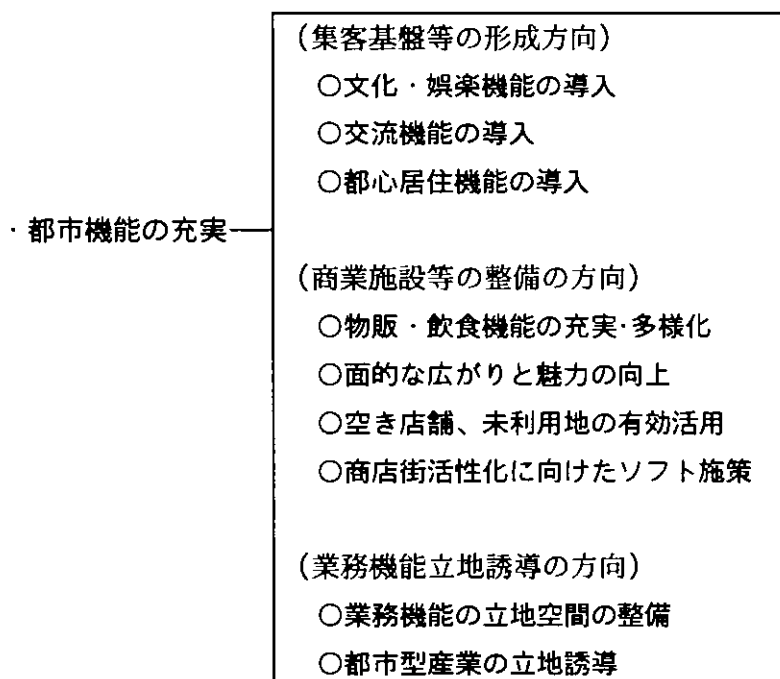 (集客基盤等の形成方向)
○文化・娯楽機能の導入
○交流機能の導入
○都心居住機能の導入
・都市機能の充実
(商業施設等の整備の方向)
○物販・飲食機能の充実・多様化
○面的な広がりと魅力の向上
○空き店舗、未利用地の有効活用
○商店街活性化に向けたソフト施策
(業務機能立地誘導の方向)
○業務機能の立地空間の整備
○都市型産業の立地誘導